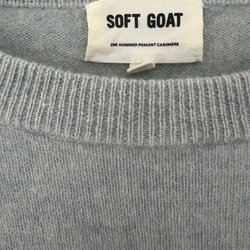 SOFT GOAT
ONE HUNDRED PERCENT CASHMERE